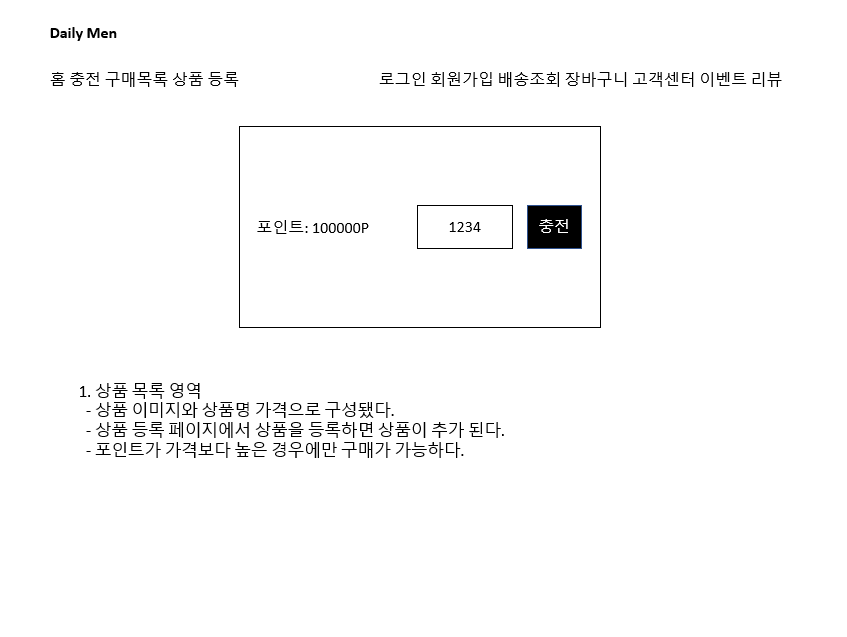 Daily Men
홈 충전 구매목록 상품 등록
로그인 회원가입 배송조회 장바구니 고객센터 이벤트 리뷰
포인트: 100000P
1234
충전
1. 상품 목록 영역
- 상품 이미지와 상품명 가격으로 구성됐다.
- 상품 등록 페이지에서 상품을 등록하면 상품이 추가 된다.
- 포인트가 가격보다 높은 경우에만 구매가 가능하다.